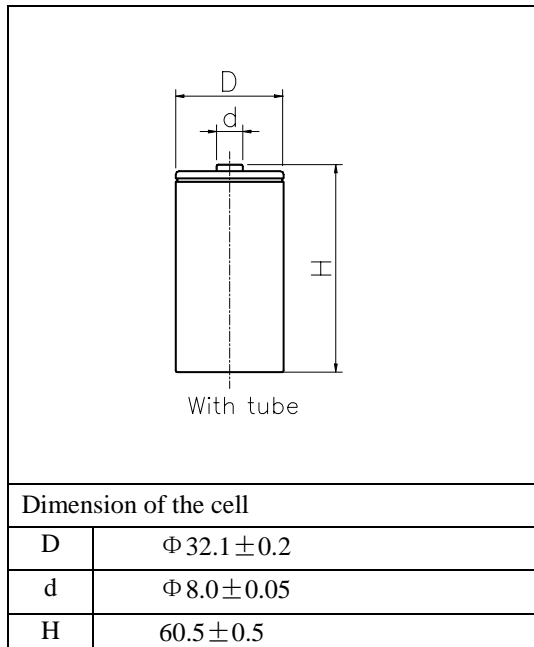 D
d
H
With tube
Dimension of the cell
D Φ32.1±0.2
d Φ8.0±0.05
H 60.5±0.5